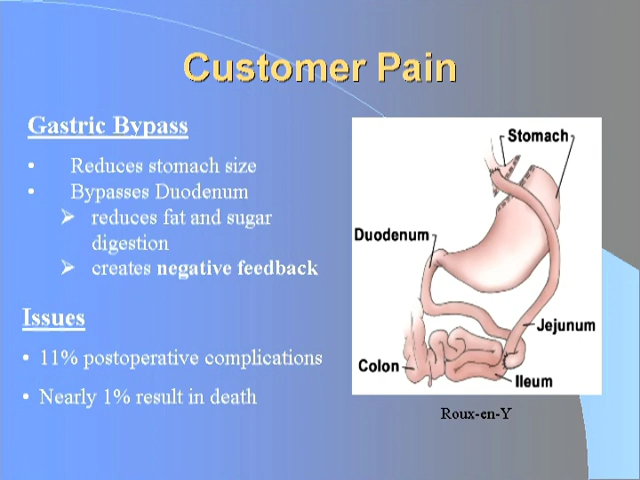 Customer Pain
Gastric Bypass
• Reduces stomach size
• Bypasses Duodenum
➢ reduces fat and sugar
digestion
➢ creates negative feedback
Issues
• 11% postoperative complications
• Nearly 1% result in death
Stomach
Duodenum
Jejunum
Colon
Ileum
Roux-en-Y